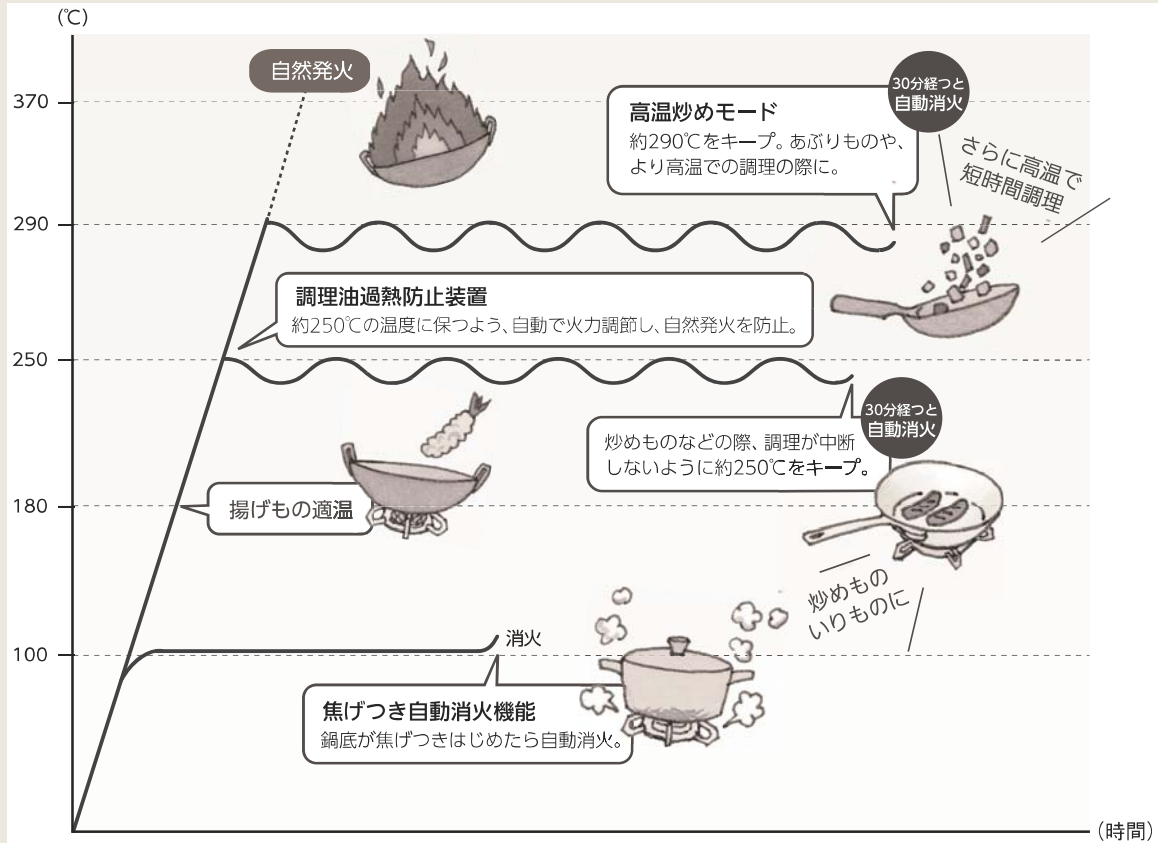 (℃)
自然発火
370
30分経つと
自動消火
高温炒めモード
約290℃をキープ。あぶりものや、
より高温での調理の際に。
さらに高温で
短時間調理
290
調理油過熱防止装置
約250℃の温度に保つよう、自動で火力調節し、自然発火を防止。
250
30分経つと
自動消火
炒めものなどの際、調理が中断
しないように約250℃をキープ。
180
揚げもの適温
炒めもの
いりものに
消火
100
焦げつき自動消火機能
鍋底が焦げつきはじめたら自動消火。
(時間)